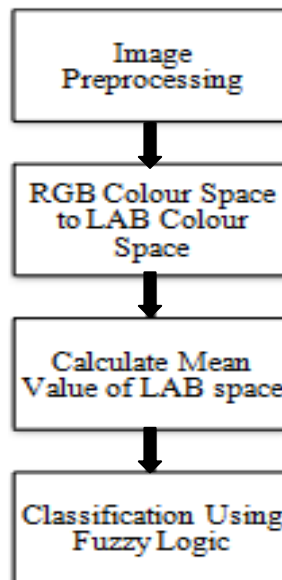 Image
Preprocessing
RGB Colour Space
to LAB Colour
Space
Calculate Mean
Value of LAB space
Classification Using
Fuzzy Logic